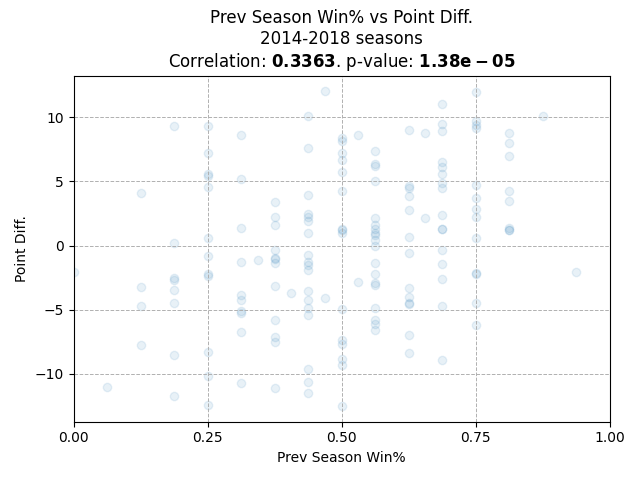 Prev Season Win% vs Point Diff.
2014-2018 seasons
Correlation: 0.3363. p-value: 1.38e − 05
10
5
0
−5
−10
Point Diff.
0.00 0.25 0.50 0.75 1.00
Prev Season Win%